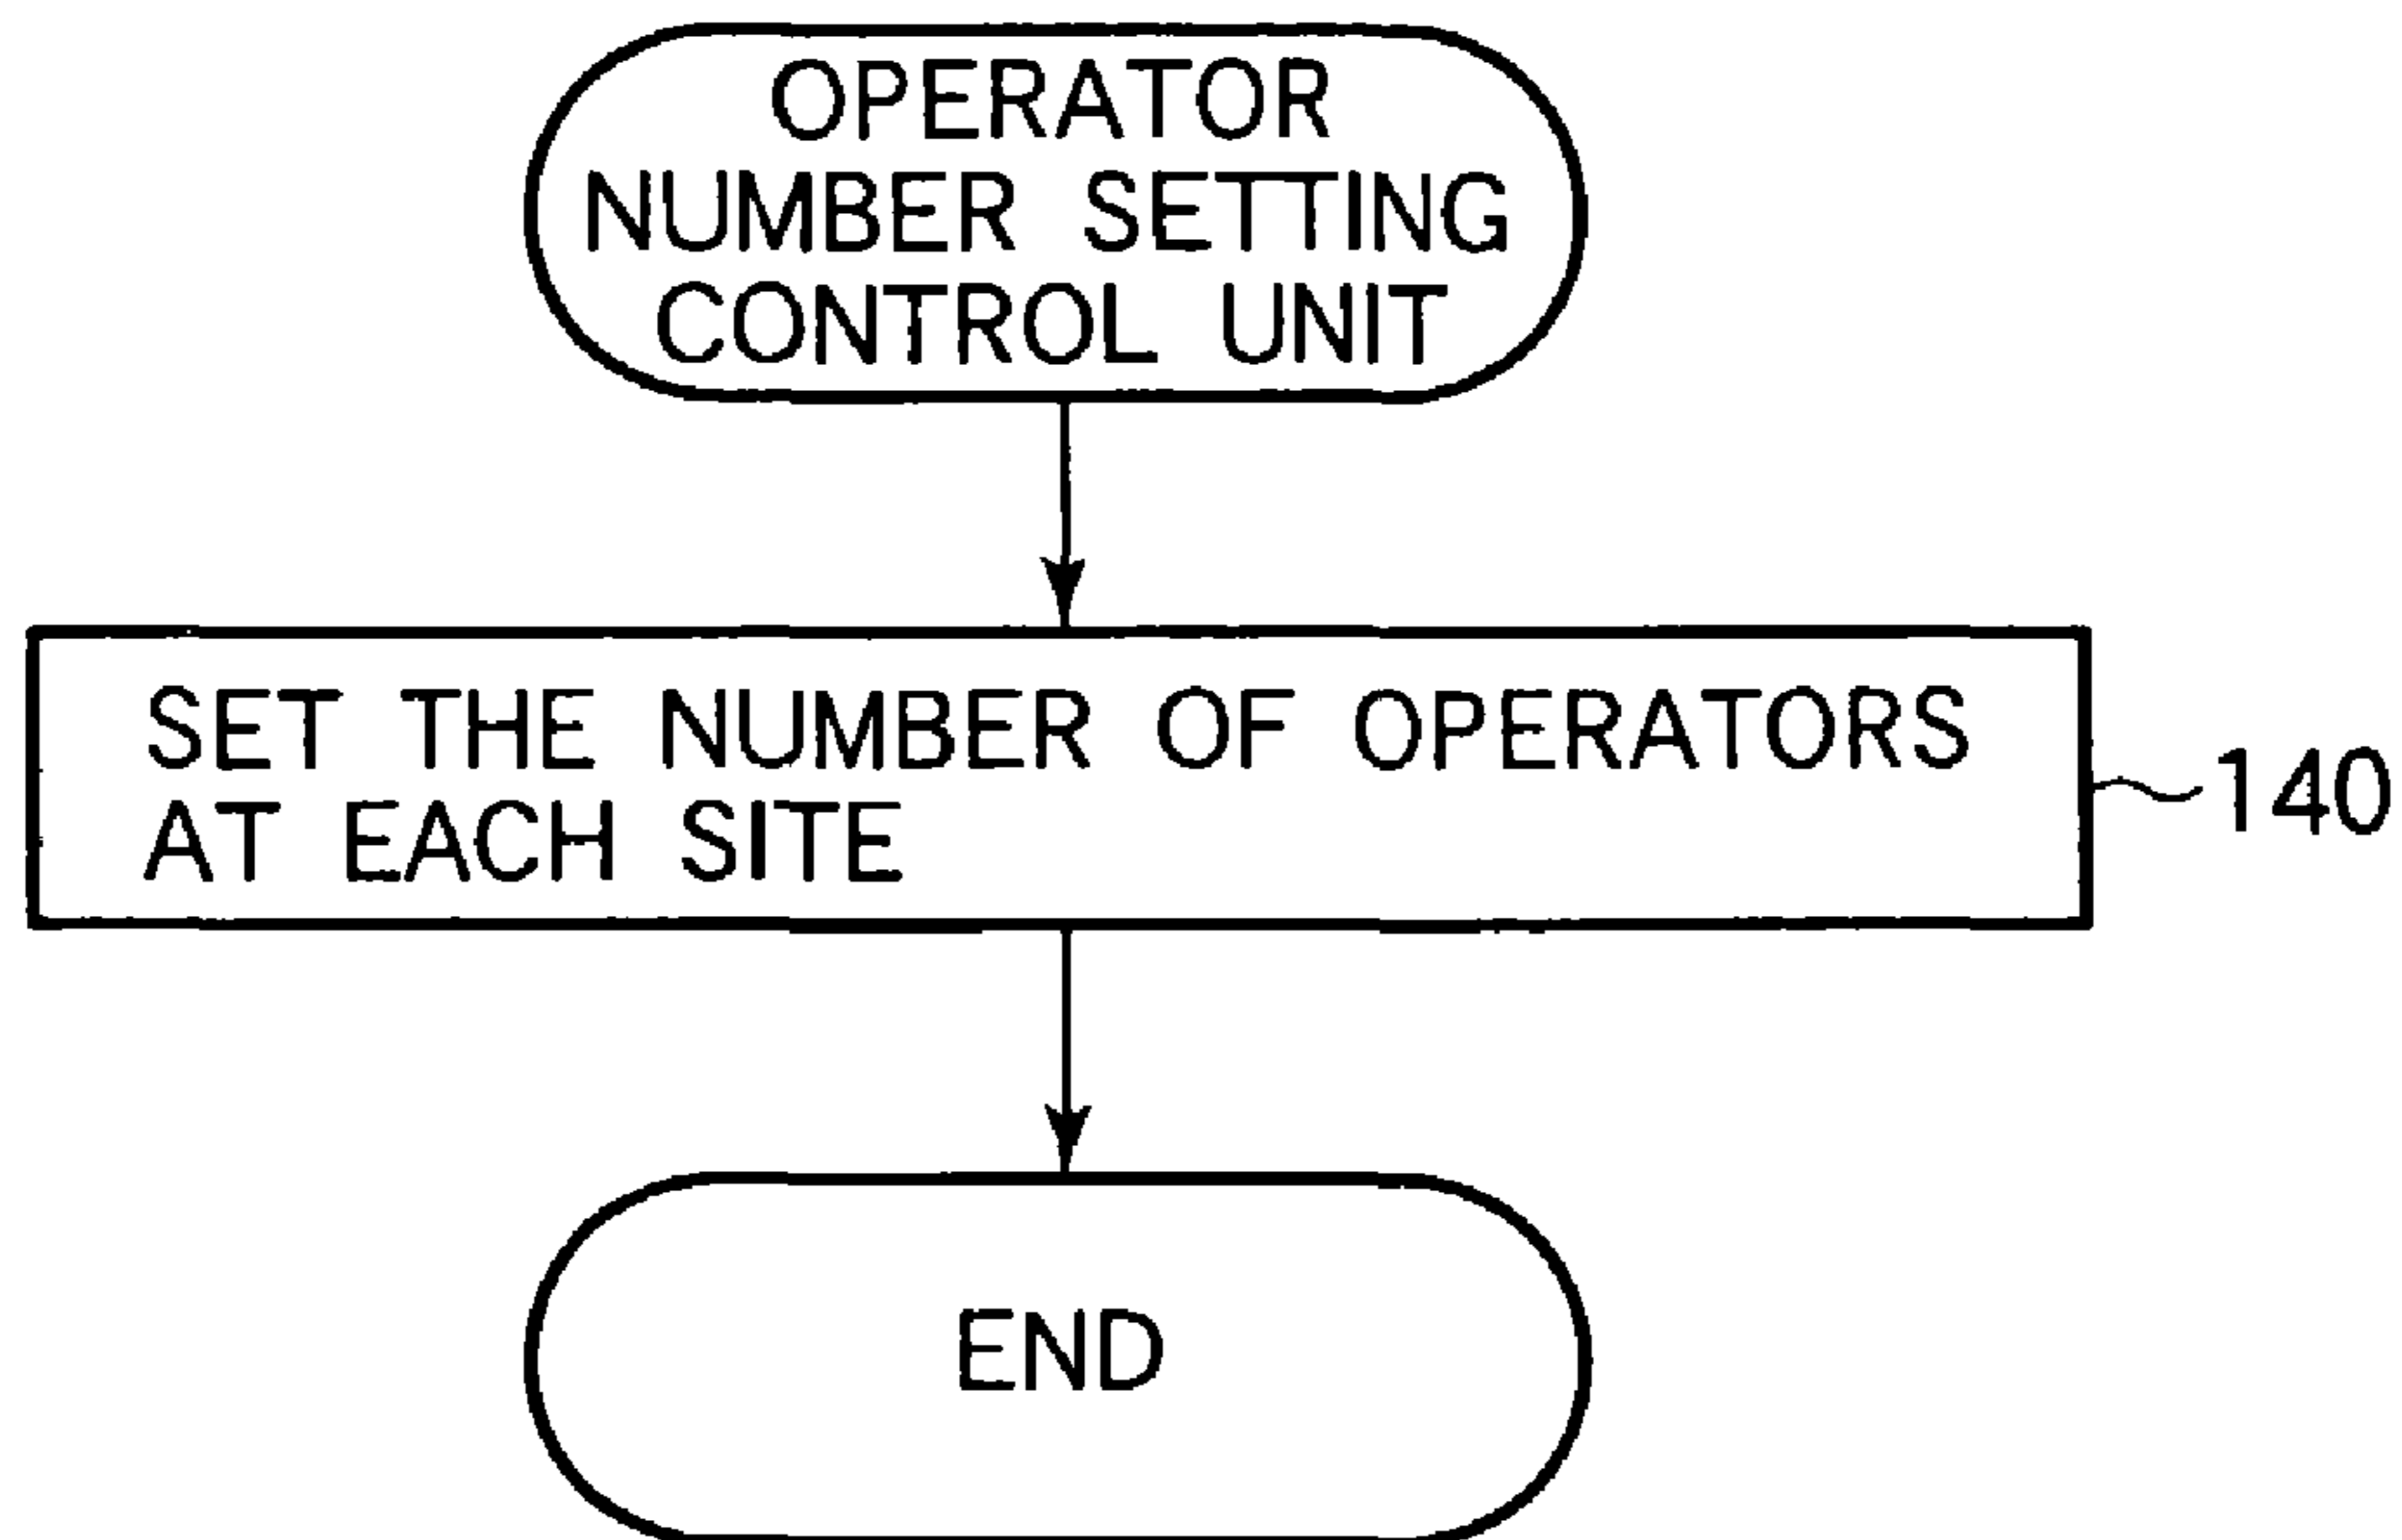 OPERATOR
NUMBER SETTING
CONTROL UNIT
SET THE NUMBER OF OPERATORS
AT EACH SITE
140
END